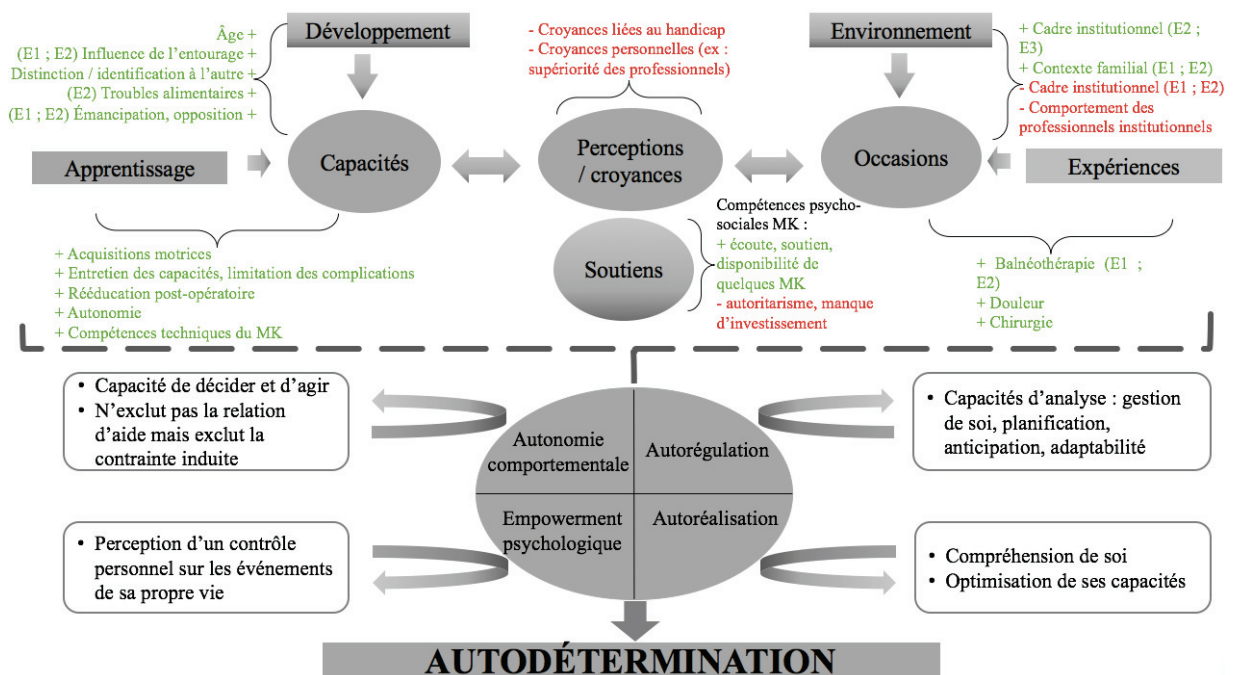 Développement
Âge +
(E1 ; E2) Influence de l’entourage +
Distinction / identification à l’autre +
(E2) Troubles alimentaires +
(E1 ; E2) Émancipation, opposition +
- Croyances liées au handicap
- Croyances personnelles (ex :
supériorité des professionnels)
Environnement
+ Cadre institutionnel (E2 ;
E3)
+ Contexte familial (E1 ; E2)
- Cadre institutionnel (E1 ; E2)
- Comportement des
professionnels institutionnels
Apprentissage
Capacités
Perceptions
/ croyances
Occasions
Expériences
+ Acquisitions motrices
+ Entretien des capacités, limitation des complications
+ Rééducation post-opératoire
+ Autonomie
+ Compétences techniques du MK
Soutiens
Compétences psycho-
sociales MK :
+ écoute, soutien,
disponibilité de
quelques MK
- autoritarisme, manque
d’investissement
+ Balnéothérapie (E1 ;
E2)
+ Douleur
+ Chirurgie
• Capacité de décider et d’agir
• N’exclut pas la relation
d’aide mais exclut la
contrainte induite
Autonomie
comportementale
Autorégulation
• Capacités d’analyse : gestion
de soi, planification,
anticipation, adaptabilité
• Perception d’un contrôle
personnel sur les événements
de sa propre vie
Empowerment
psychologique
Autoréalisation
• Compréhension de soi
• Optimisation de ses capacités
AUTODÉTERMINATION